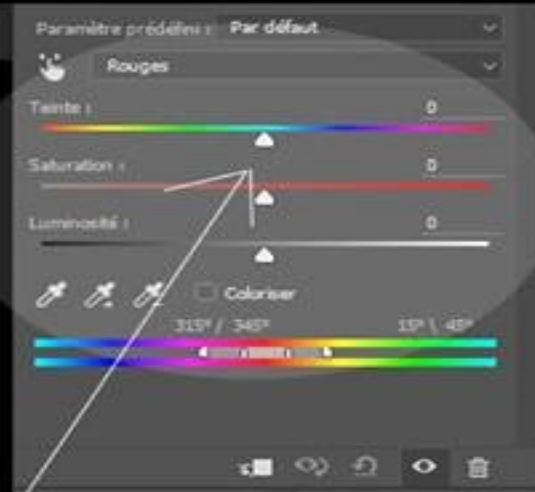 Paramètre prédéfini : Par défaut
Rouges
Teinte : 0
Saturation : 0
Luminosité : 0
Coloriser
315° / 345° 15° \ 45°